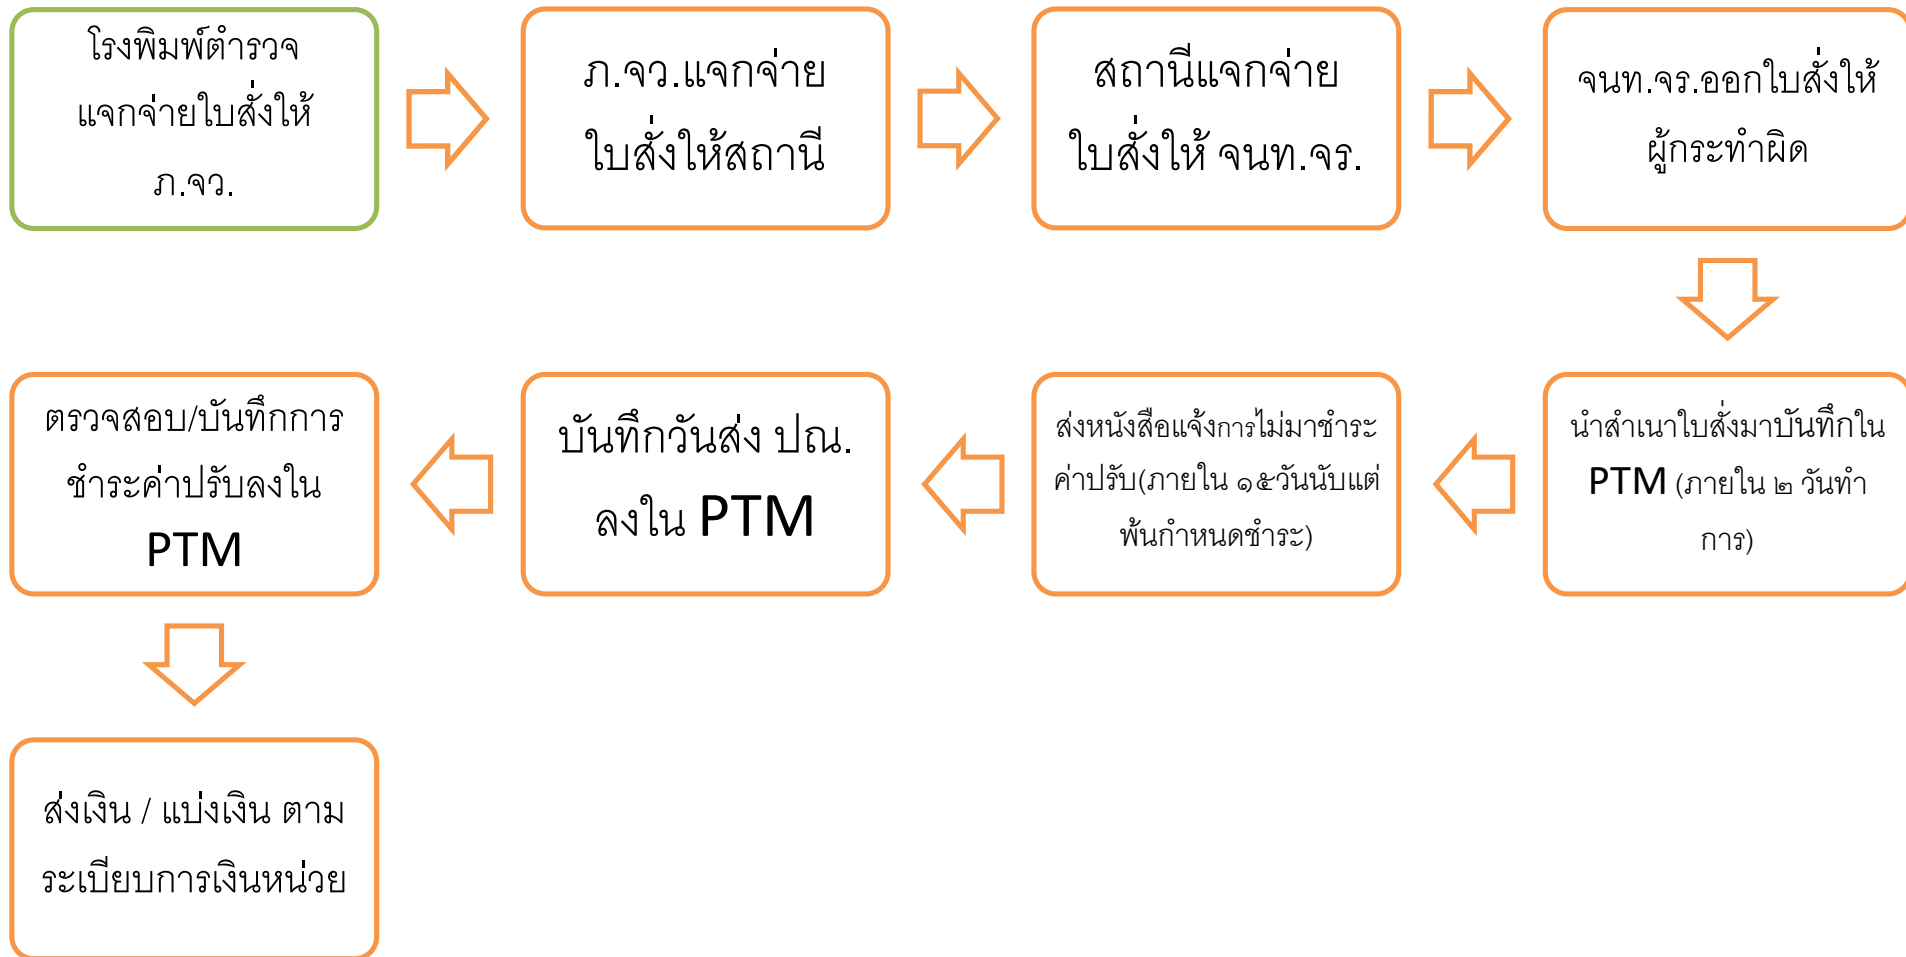 โรงพิมพ์ตำรวจ
แจกจ่ายใบสั่งให้
ภ.จว.
ภ.จว.แจกจ่าย
ใบสั่งให้สถานี
สถานีแจกจ่าย
ใบสั่งให้ จนท.จร.
จนท.จร.ออกใบสั่งให้
ผู้กระทำผิด
นำสำเนาใบสั่งมาบันทึกใน
PTM (ภายใน ๒ วันทำ
การ)
ส่งหนังสือแจ้งการไม่มาชำระ
ค่าปรับ(ภายใน ๑๕วันนับแต่
พ้นกำหนดชำระ)
บันทึกวันส่ง ปณ.
ลงใน PTM
ตรวจสอบ/บันทึกการ
ชำระค่าปรับลงใน
PTM
ส่งเงิน / แบ่งเงิน ตาม
ระเบียบการเงินหน่วย